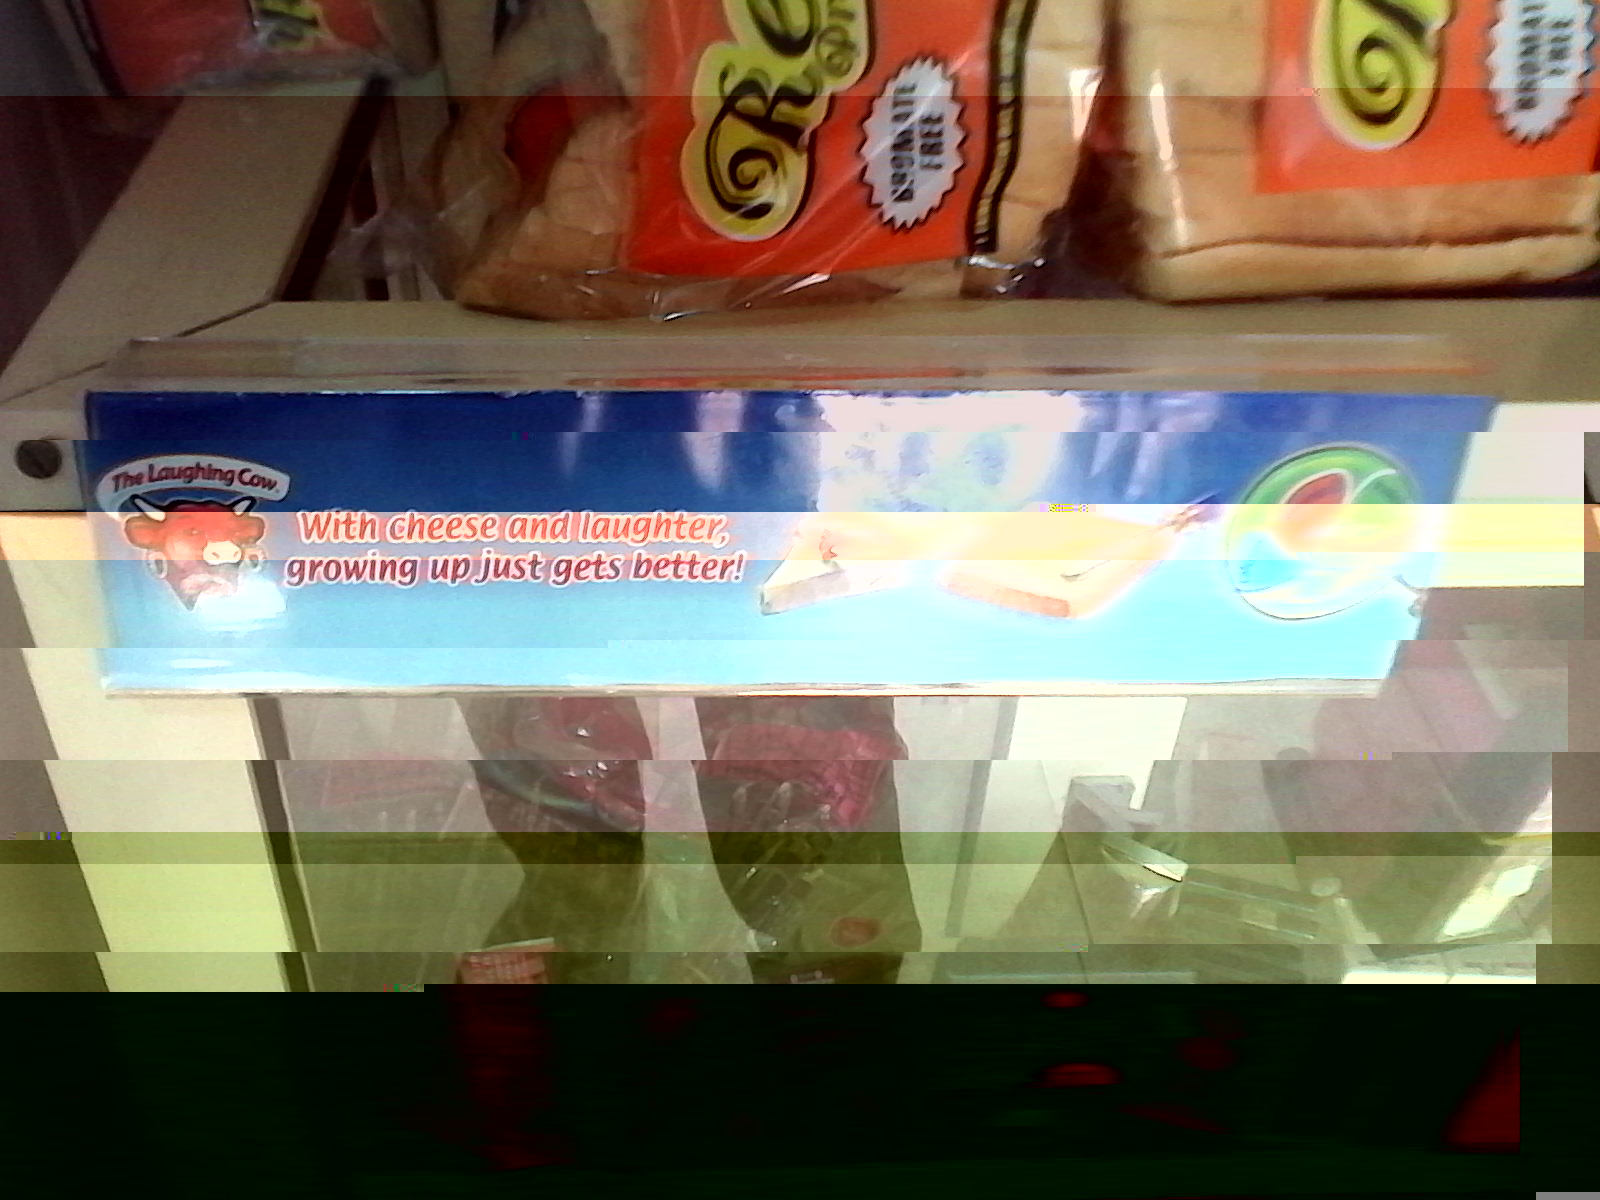 BROMATE
FREE
BROMATE
FREE
The Laughing Cow
With cheese and laughter,
growing up just gets better!